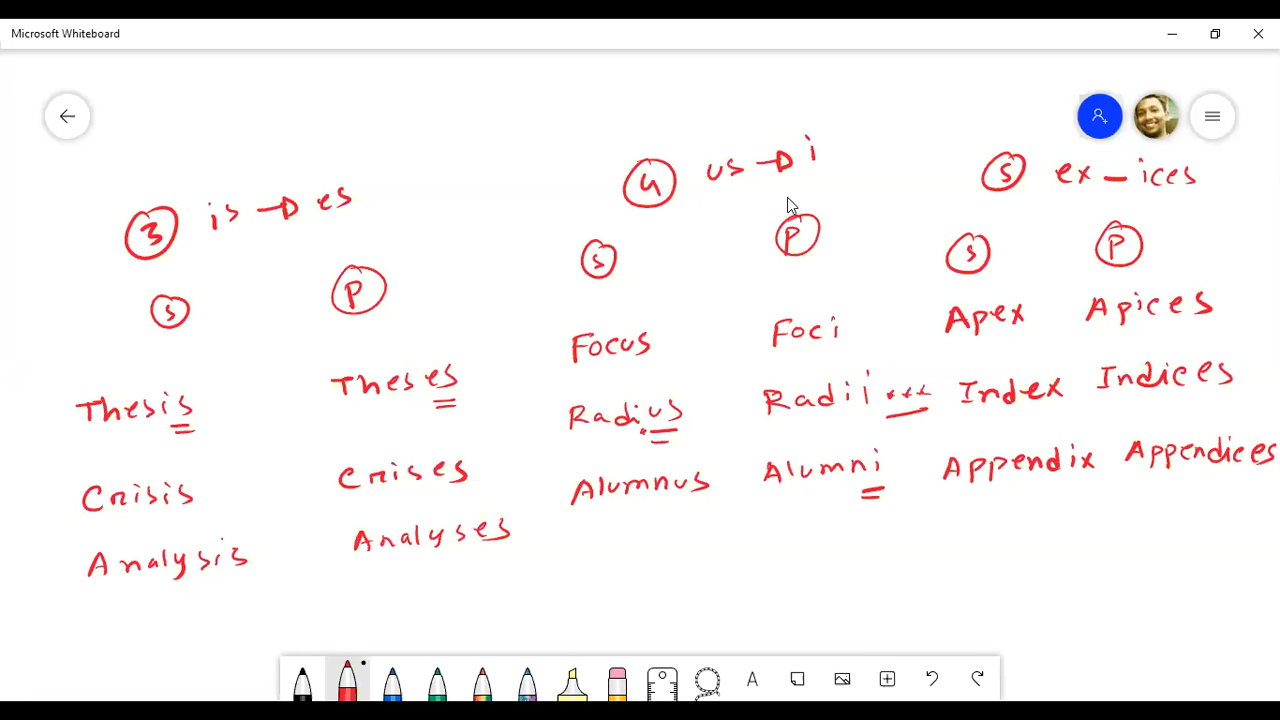 Microsoft Whiteboard
3 is → es
S P
Thesis Theses
Crisis Crises
Analysis Analyses
4 us → i
S P
Focus Foci
Radius Radii ...
Alumnus Alumni
5 ex – ices
S P
Apex Apices
Index Indices
Appendix Appendices
A